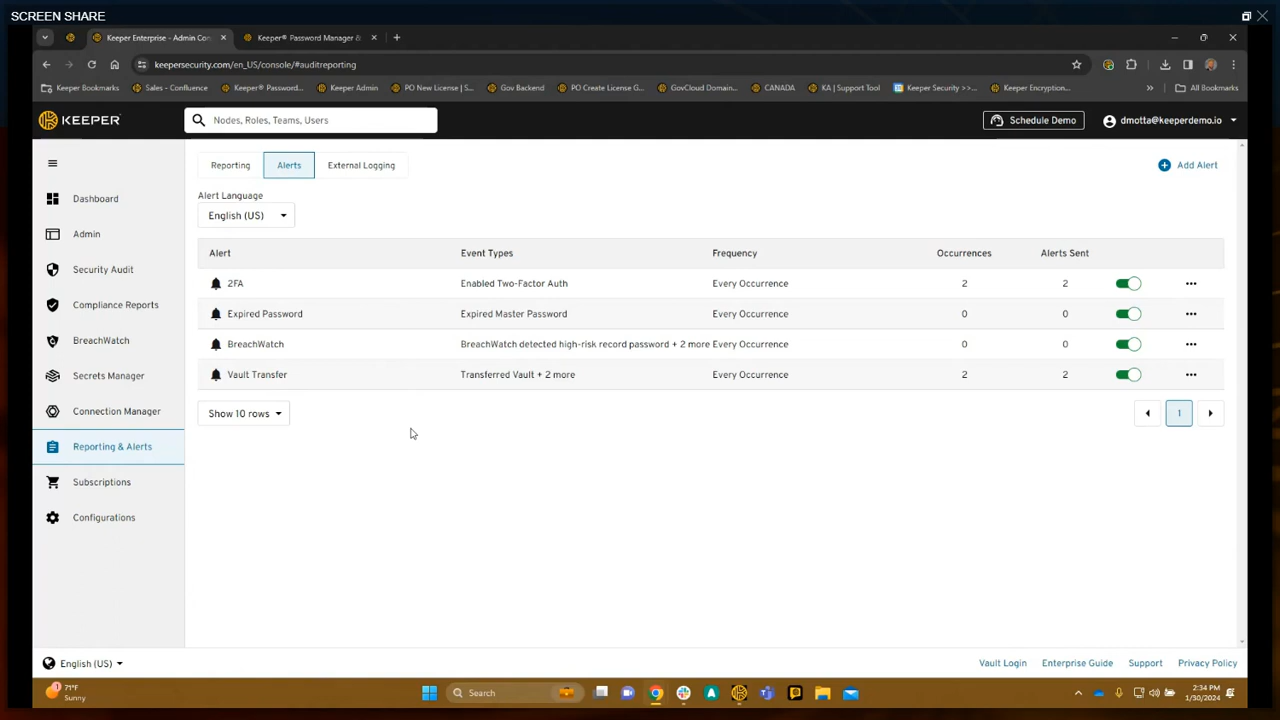 SCREEN SHARE
Keeper Enterprise - Admin Con
Keeper® Password Manager &
keepersecurity.com/en_US/console/#auditreporting
Keeper Bookmarks
Sales - Confluence
Keeper® Password...
Keeper Admin
PO New License | S...
Gov Backend
PO Create License G...
GovCloud Domain...
CANADA
KA | Support Tool
Keeper Security >>...
Keeper Encryption...
All Bookmarks
KEEPER
Nodes, Roles, Teams, Users
Schedule Demo
dmotta@keeperdemo.io
Reporting
Alerts
External Logging
Add Alert
Dashboard
Admin
Security Audit
Compliance Reports
BreachWatch
Secrets Manager
Connection Manager
Reporting & Alerts
Subscriptions
Configurations
Alert Language
English (US)
Alert Event Types Frequency Occurrences Alerts Sent
2FA Enabled Two-Factor Auth Every Occurrence 2 2
Expired Password Expired Master Password Every Occurrence 0 0
BreachWatch BreachWatch detected high-risk record password + 2 more Every Occurrence 0 0
Vault Transfer Transferred Vault + 2 more Every Occurrence 2 2
Show 10 rows
1
English (US)
Vault Login
Enterprise Guide
Support
Privacy Policy
1
71°F
Sunny
Search
2:34 PM
1/30/2024